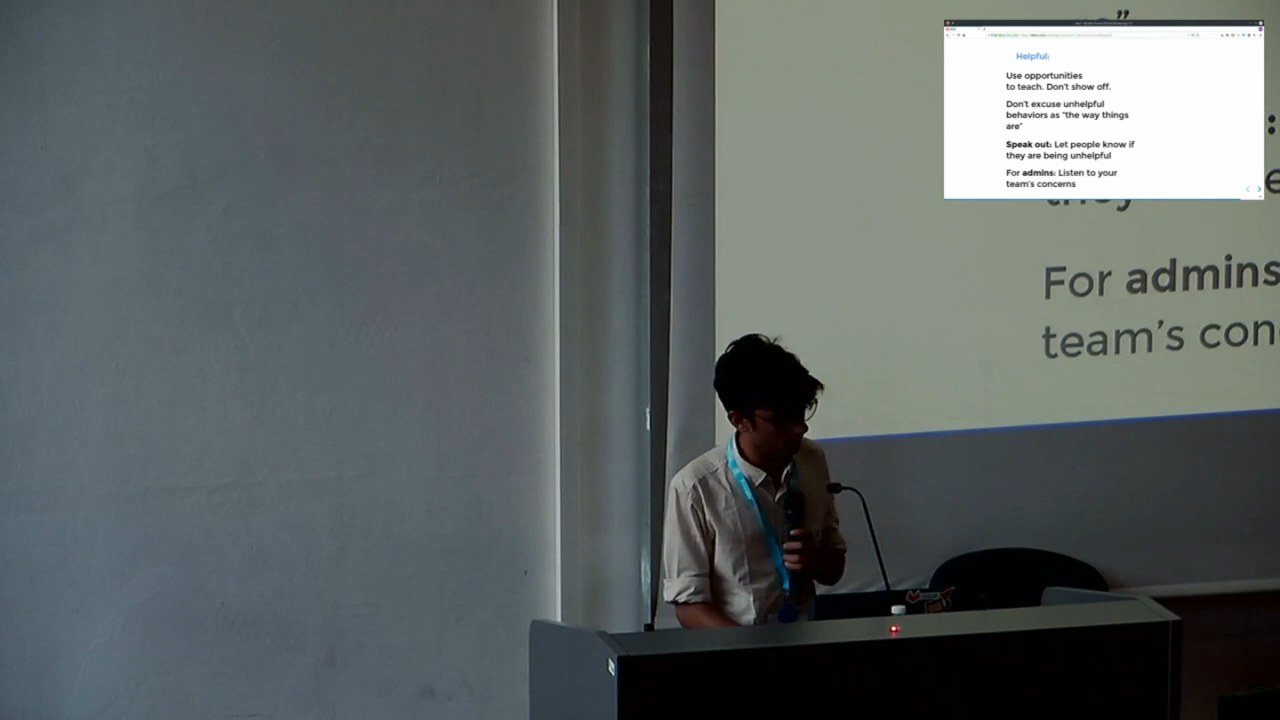 Helpful:
Use opportunities
to teach. Don't show off.
Don't excuse unhelpful
behaviors as "the way things
are"
Speak out: Let people know if
they are being unhelpful
For admins: Listen to your
team's concerns
”
:
they
e
For admins
team's con